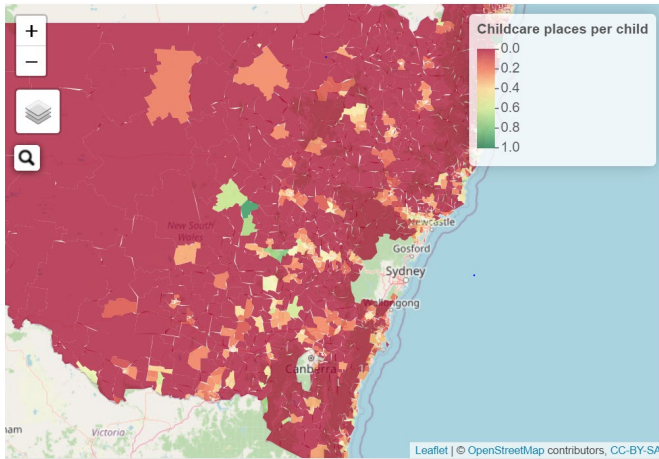 +
−
Childcare places per child
0.0
0.2
0.4
0.6
0.8
1.0
New South
Wales
Newcastle
Gosford
Sydney
Wollongong
Canberra
Victoria
am
Leaflet | © OpenStreetMap contributors, CC-BY-SA